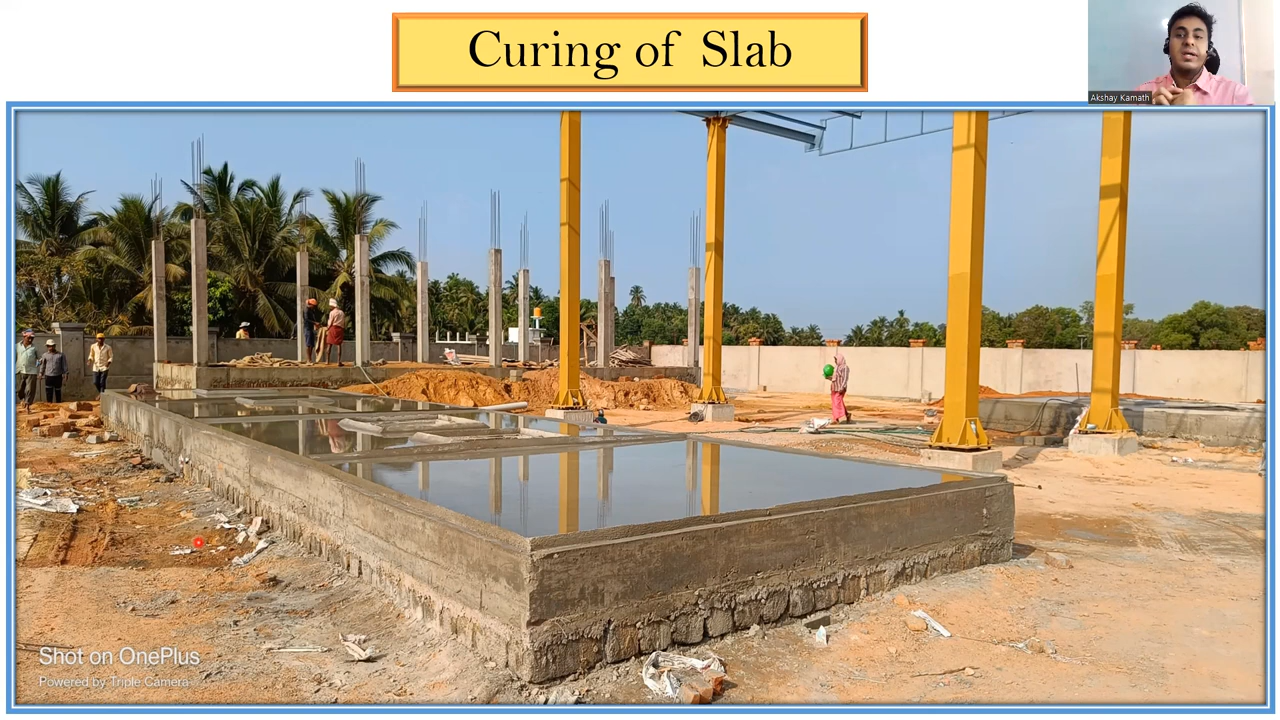 Curing of Slab
Akshay Kamath
Shot on OnePlus
Powered by Triple Camera